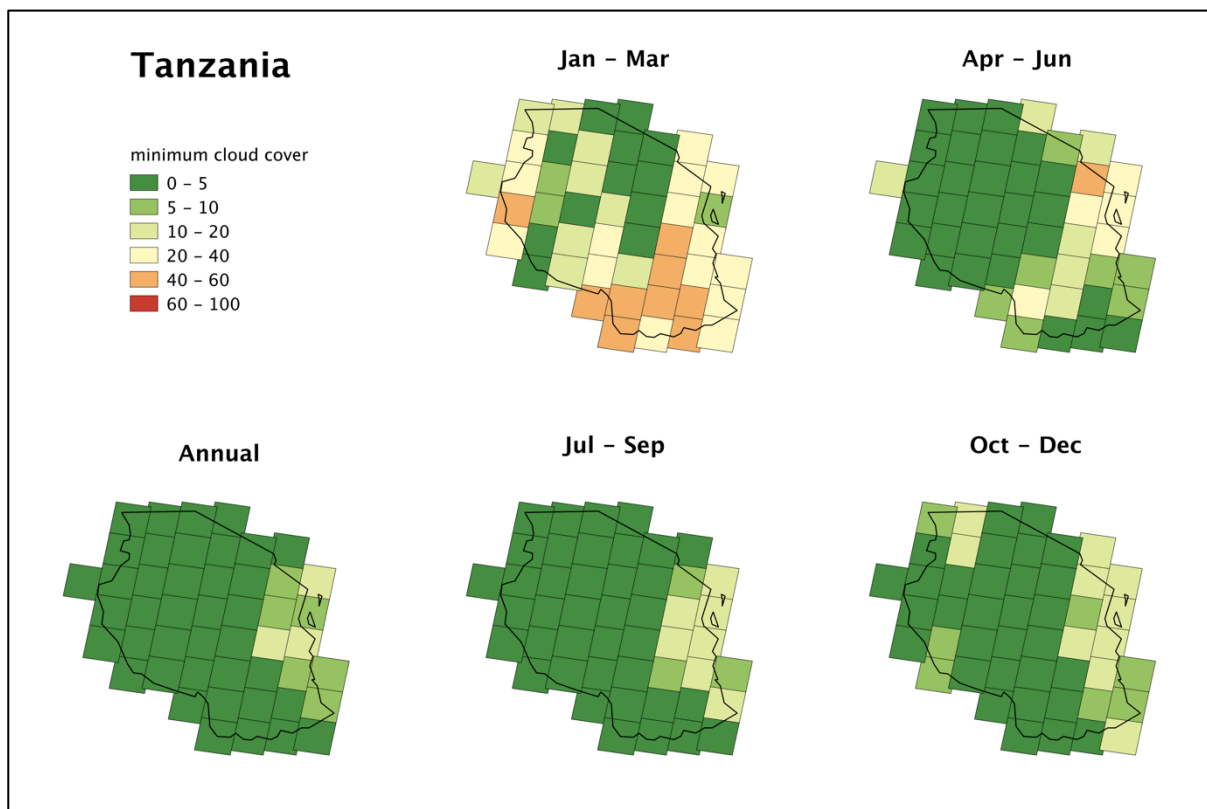 Tanzania
minimum cloud cover
0 – 5
5 – 10
10 – 20
20 – 40
40 – 60
60 – 100
Jan – Mar
Apr – Jun
Annual
Jul – Sep
Oct – Dec